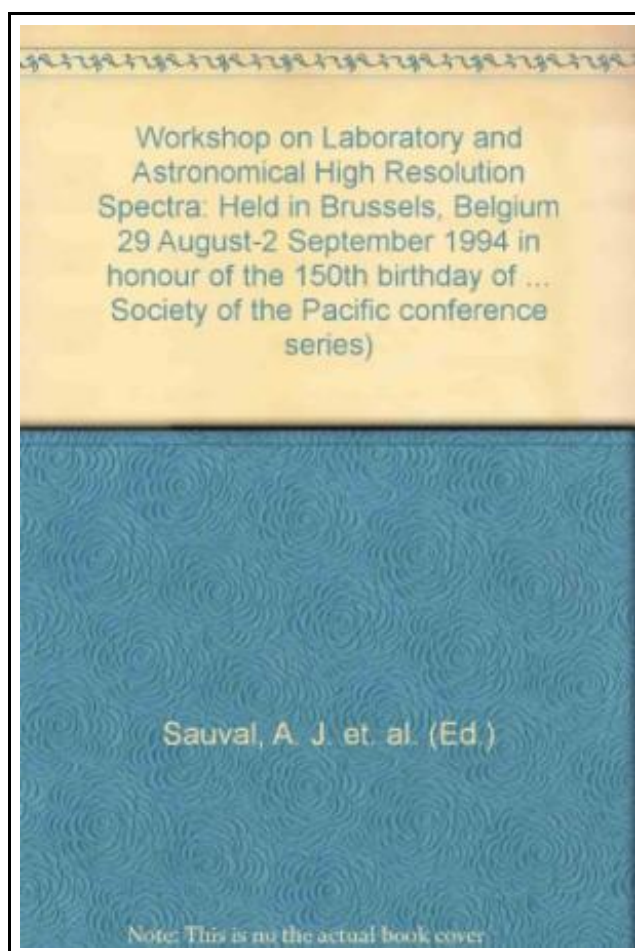 Workshop on Laboratory and
Astronomical High Resolution
Spectra: Held in Brussels, Belgium
29 August-2 September 1994 in
honour of the 150th birthday of ...
Society of the Pacific conference
series)
Sauval, A. J. et. al. (Ed.)
Note: This is no the actual book cover